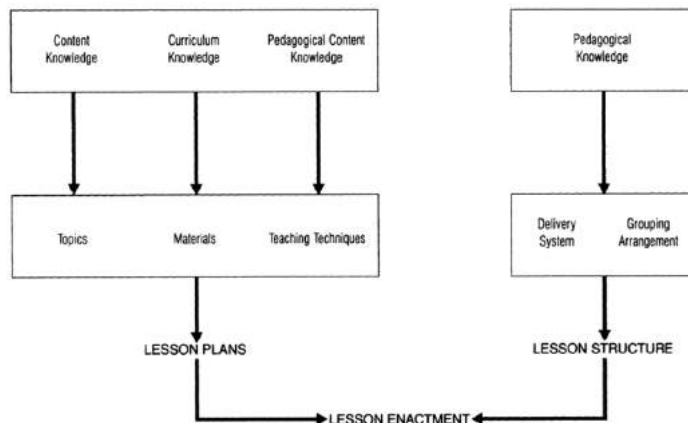 Content
Knowledge
Curriculum
Knowledge
Pedagogical Content
Knowledge
Pedagogical
Knowledge
Topics
Materials
Teaching Techniques
Delivery
System
Grouping
Arrangement
LESSON PLANS
LESSON STRUCTURE
LESSON ENACTMENT